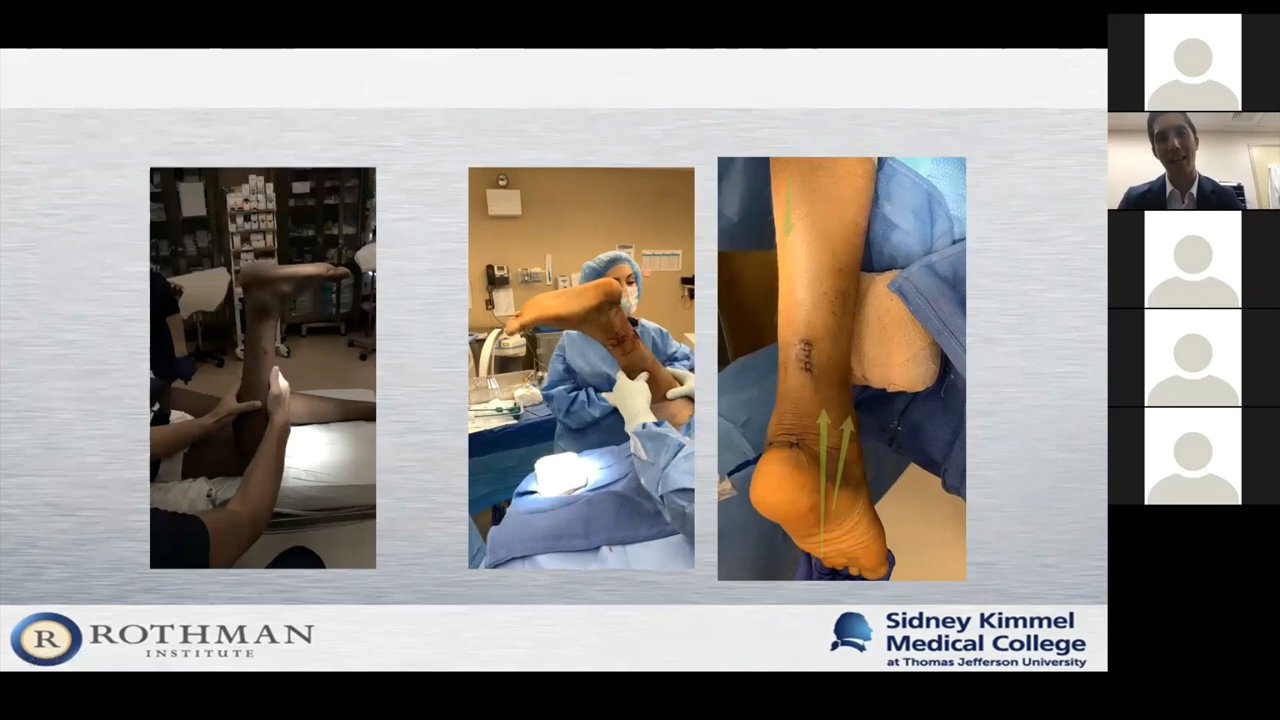 R
ROTHMAN
INSTITUTE
Sidney Kimmel
Medical College
at Thomas Jefferson University